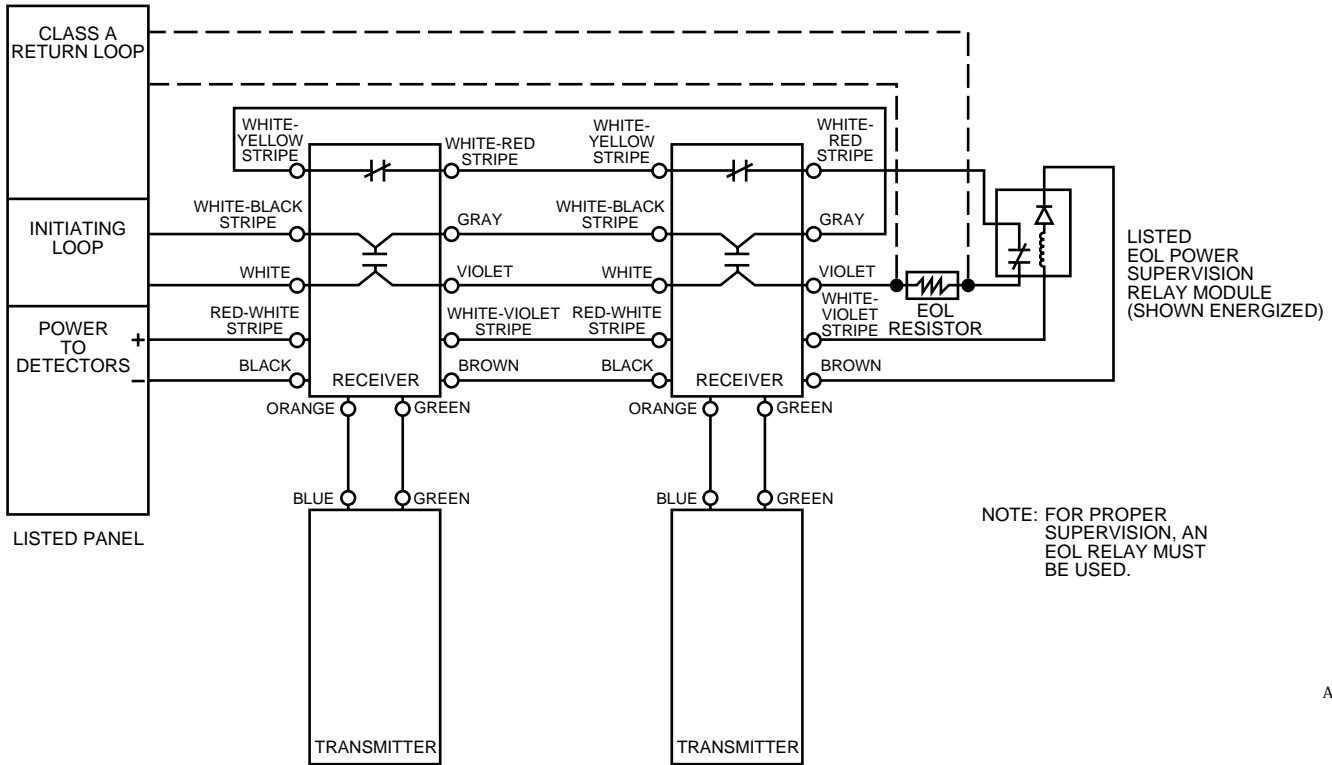 CLASS A
RETURN LOOP
INITIATING
LOOP
POWER
TO
DETECTORS
+
–
LISTED PANEL
WHITE-
YELLOW
STRIPE
WHITE-RED
STRIPE
WHITE-
YELLOW
STRIPE
WHITE-
RED
STRIPE
WHITE-BLACK
STRIPE
GRAY
WHITE-BLACK
STRIPE
GRAY
WHITE
VIOLET
WHITE
VIOLET
RED-WHITE
STRIPE
WHITE-VIOLET
STRIPE
RED-WHITE
STRIPE
WHITE-
VIOLET
STRIPE
EOL
RESISTOR
BLACK
RECEIVER
BROWN
BLACK
RECEIVER
BROWN
LISTED
EOL POWER
SUPERVISION
RELAY MODULE
(SHOWN ENERGIZED)
ORANGE
GREEN
ORANGE
GREEN
BLUE
GREEN
BLUE
GREEN
TRANSMITTER
TRANSMITTER
NOTE: FOR PROPER
SUPERVISION, AN
EOL RELAY MUST
BE USED.
A